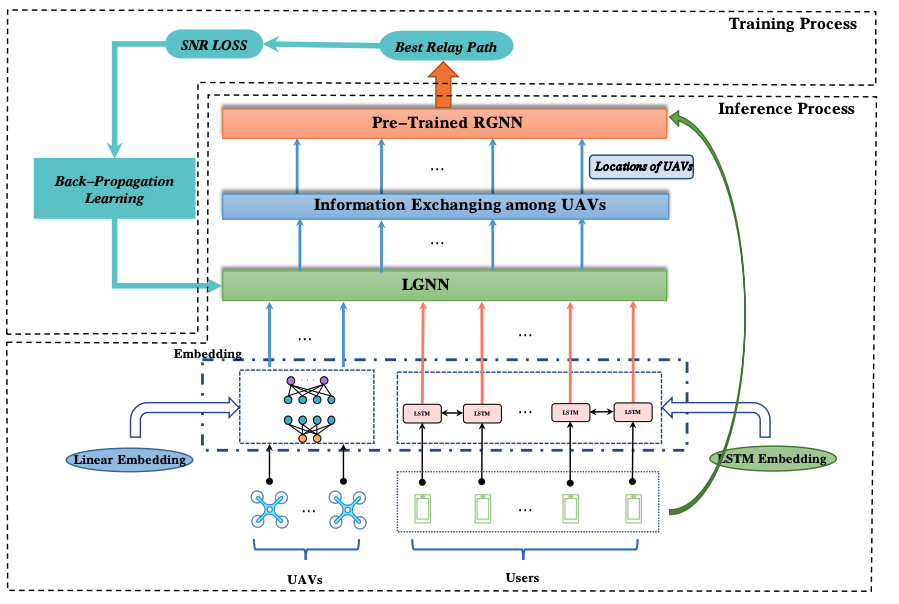 Training Process
SNR LOSS
Best Relay Path
Inference Process
Pre-Trained RGNN
...
Locations of UAVs
Back-Propagation
Learning
Information Exchanging among UAVs
...
LGNN
...
...
Embedding
LSTM
LSTM
...
LSTM
LSTM
Linear Embedding
LSTM Embedding
...
...
UAVs
Users